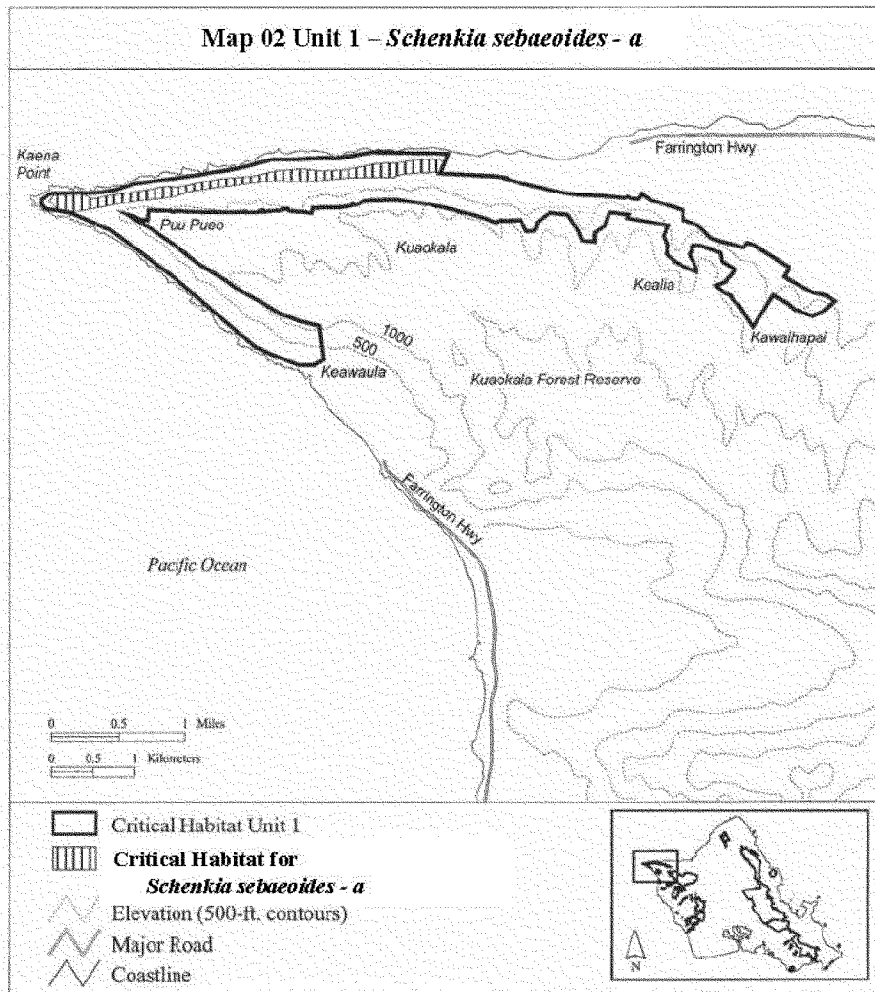 Map 02 Unit 1 – Schenkia sebaeoides - a
Kaena
Point
Farrington Hwy
Puu Pueo
Kuaokala
Kealia
Kawaihapai
1000
500
Keawaula
Kuaokala Forest Reserve
Farrington Hwy
Pacific Ocean
0 0.5 1 Miles
0 0.5 1 Kilometers
Critical Habitat Unit 1
Critical Habitat for
Schenkia sebaeoides - a
Elevation (500-ft. contours)
Major Road
Coastline
N